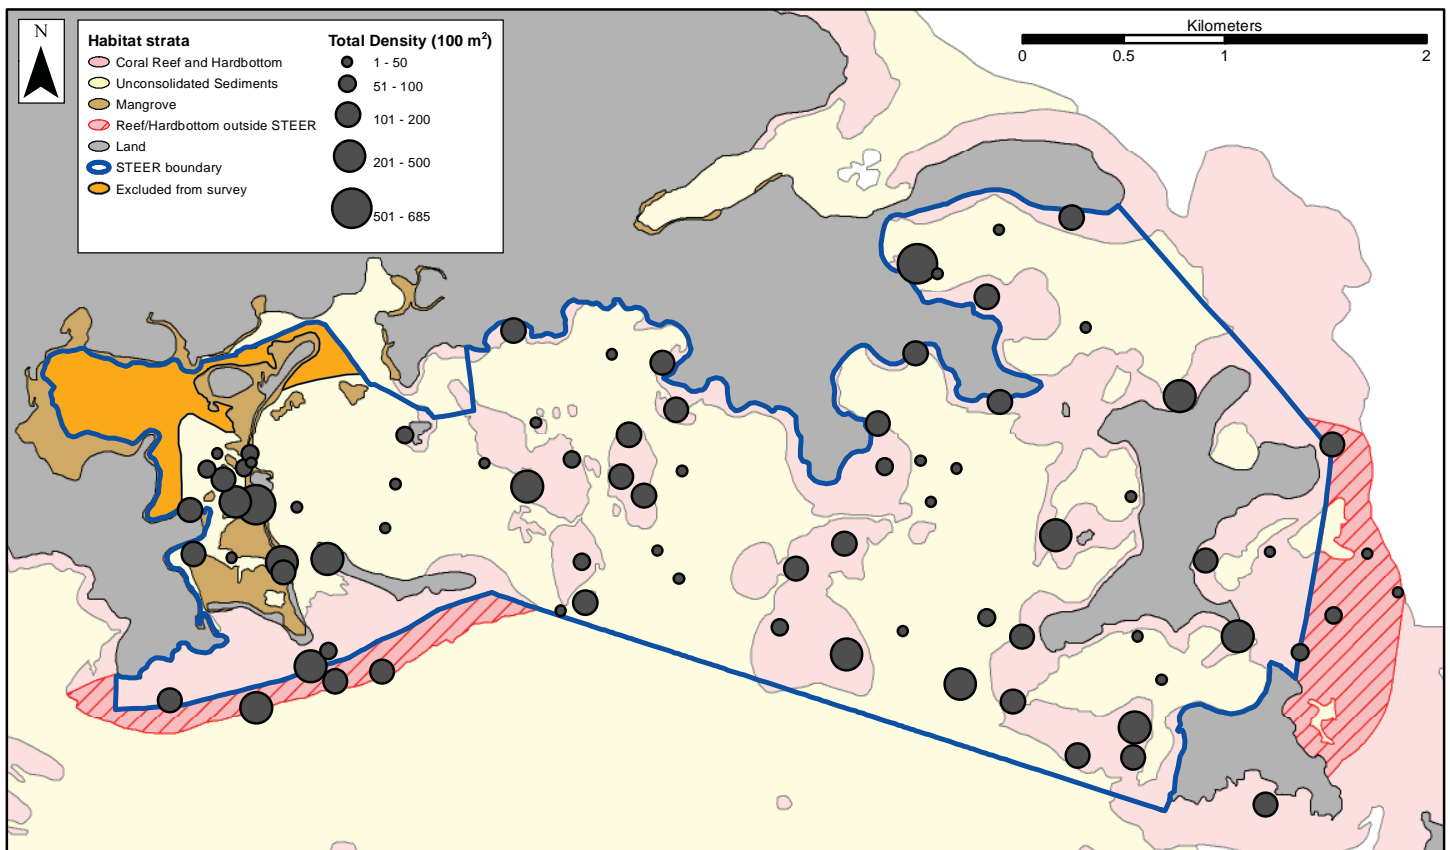 N
Habitat strata
Coral Reef and Hardbottom
Unconsolidated Sediments
Mangrove
Reef/Hardbottom outside STEER
Land
STEER boundary
Excluded from survey
Total Density (100 m²)
1 - 50
51 - 100
101 - 200
201 - 500
501 - 685
Kilometers
0 0.5 1 2